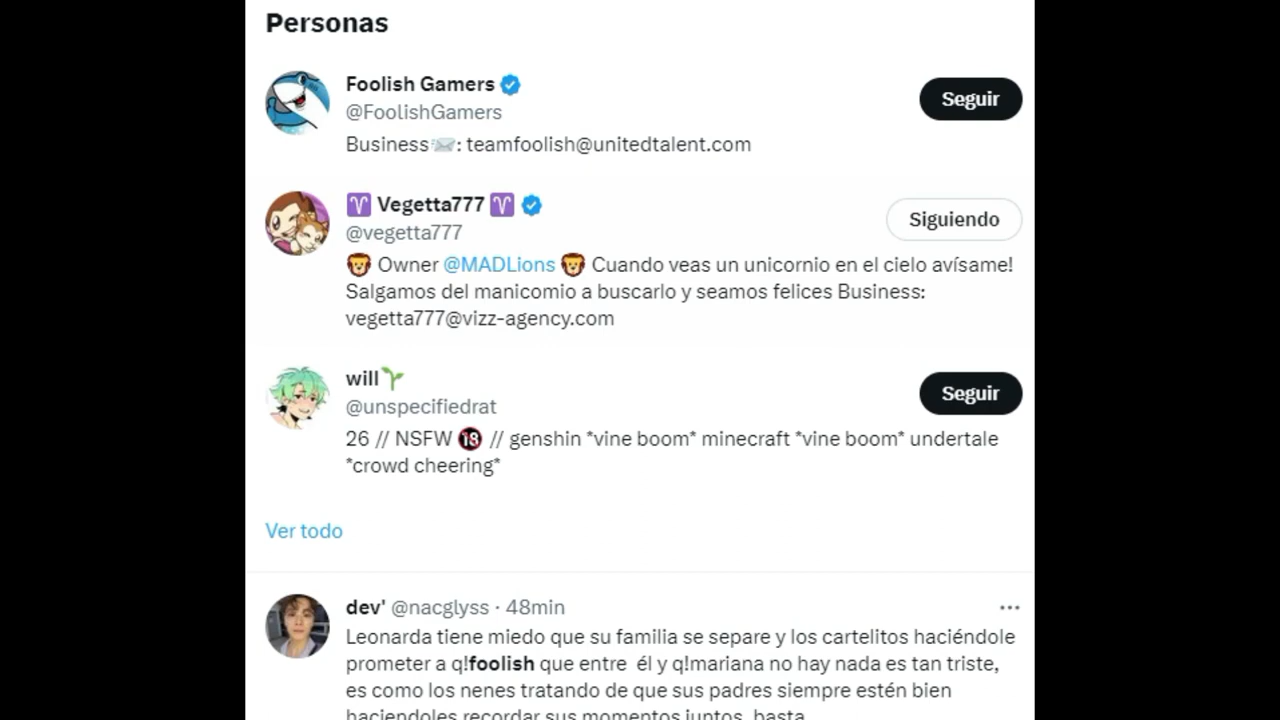 Personas
Foolish Gamers
@FoolishGamers
Seguir
Business📨: teamfoolish@unitedtalent.com
♈ Vegetta777 ♈
@vegetta777
Siguiendo
🦁 Owner @MADLions 🦁 Cuando veas un unicornio en el cielo avísame!
Salgamos del manicomio a buscarlo y seamos felices Business:
vegetta777@vizz-agency.com
will🌱
@unspecifiedrat
Seguir
26 // NSFW 🔞 // genshin *vine boom* minecraft *vine boom* undertale
*crowd cheering*
Ver todo
dev' @nacglyss · 48min
Leonarda tiene miedo que su familia se separe y los cartelitos haciéndole
prometer a q!foolish que entre él y q!mariana no hay nada es tan triste,
es como los nenes tratando de que sus padres siempre estén bien
haciendoles recordar sus momentos juntos, basta